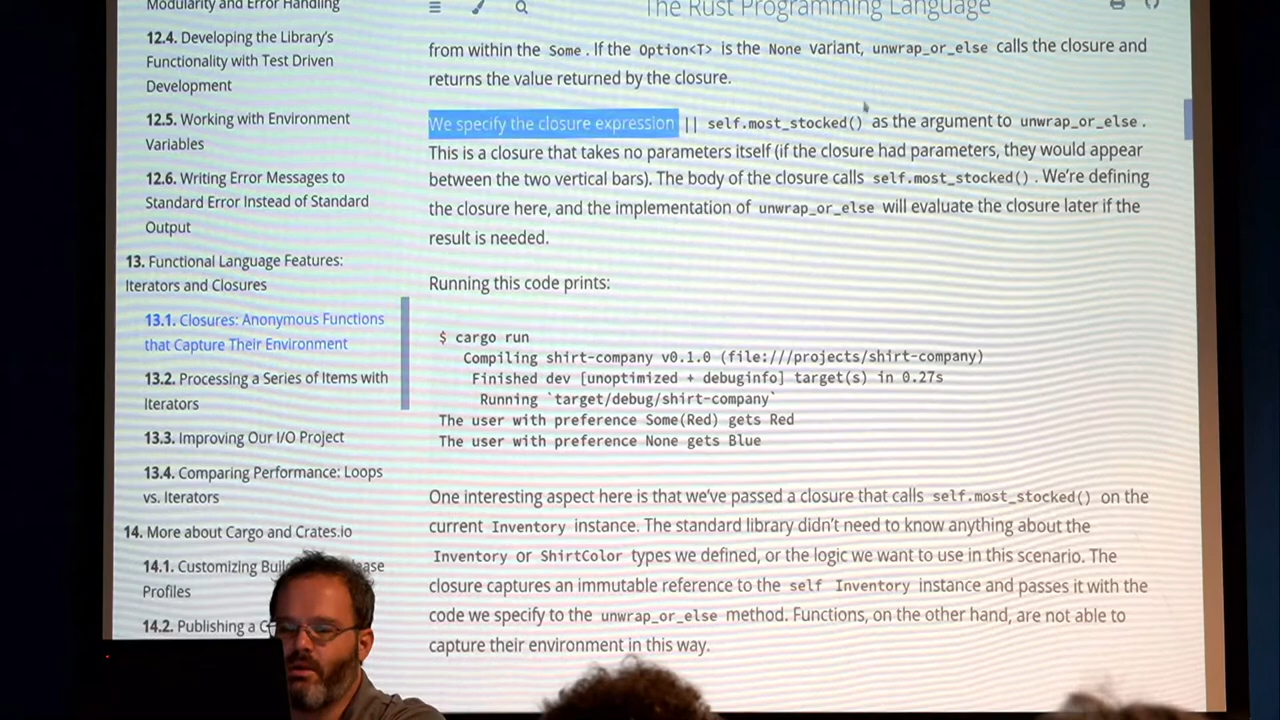 Modularity and Error Handling
12.4. Developing the Library's
Functionality with Test Driven
Development
12.5. Working with Environment
Variables
12.6. Writing Error Messages to
Standard Error Instead of Standard
Output
13. Functional Language Features:
Iterators and Closures
13.1. Closures: Anonymous Functions
that Capture Their Environment
13.2. Processing a Series of Items with
Iterators
13.3. Improving Our I/O Project
13.4. Comparing Performance: Loops
vs. Iterators
14. More about Cargo and Crates.io
14.1. Customizing
Profiles
14.2. Publishing a
The Rust Programming Language
from within the Some. If the Option<T> is the None variant, unwrap_or_else calls the closure and
returns the value returned by the closure.
We specify the closure expression || self.most_stocked() as the argument to unwrap_or_else.
This is a closure that takes no parameters itself (if the closure had parameters, they would appear
between the two vertical bars). The body of the closure calls self.most_stocked(). We're defining
the closure here, and the implementation of unwrap_or_else will evaluate the closure later if the
result is needed.
Running this code prints:
$ cargo run
Compiling shirt-company v0.1.0 (file:///projects/shirt-company)
Finished dev [unoptimized + debuginfo] target(s) in 0.27s
Running `target/debug/shirt-company`
The user with preference Some(Red) gets Red
The user with preference None gets Blue
One interesting aspect here is that we've passed a closure that calls self.most_stocked() on the
current Inventory instance. The standard library didn't need to know anything about the
Inventory or ShirtColor types we defined, or the logic we want to use in this scenario. The
closure captures an immutable reference to the self Inventory instance and passes it with the
code we specify to the unwrap_or_else method. Functions, on the other hand, are not able to
capture their environment in this way.